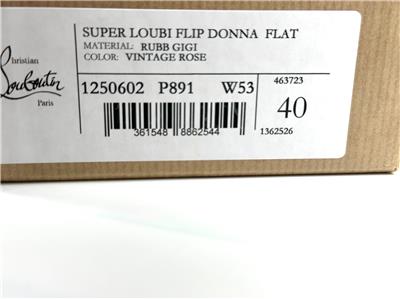 SUPER LOUBI FLIP DONNA FLAT
MATERIAL: RUBB GIGI
COLOR: VINTAGE ROSE
Christian
Louboutin
Paris
1250602 P891 W53
463723
40
1362526
361548 8862544